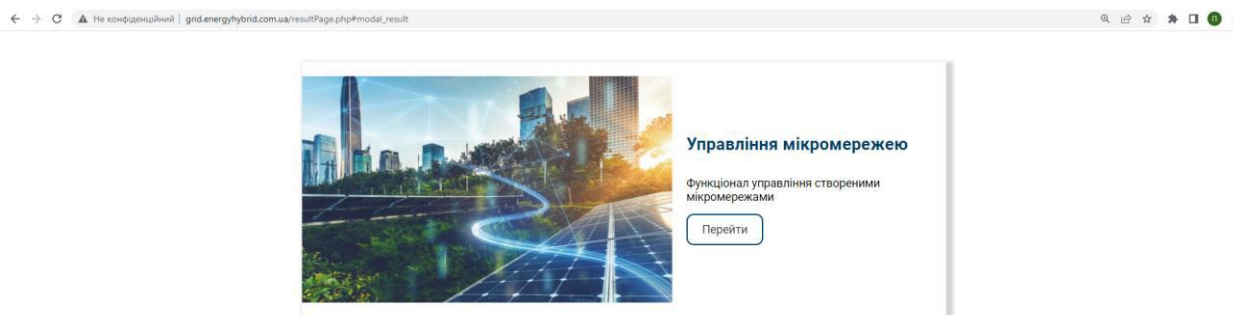 Не конфіденційний | grid.energyhybrid.com.ua/resultPage.php#modal_result
п
Управління мікромережею
Функціонал управління створеними
мікромережами
Перейти